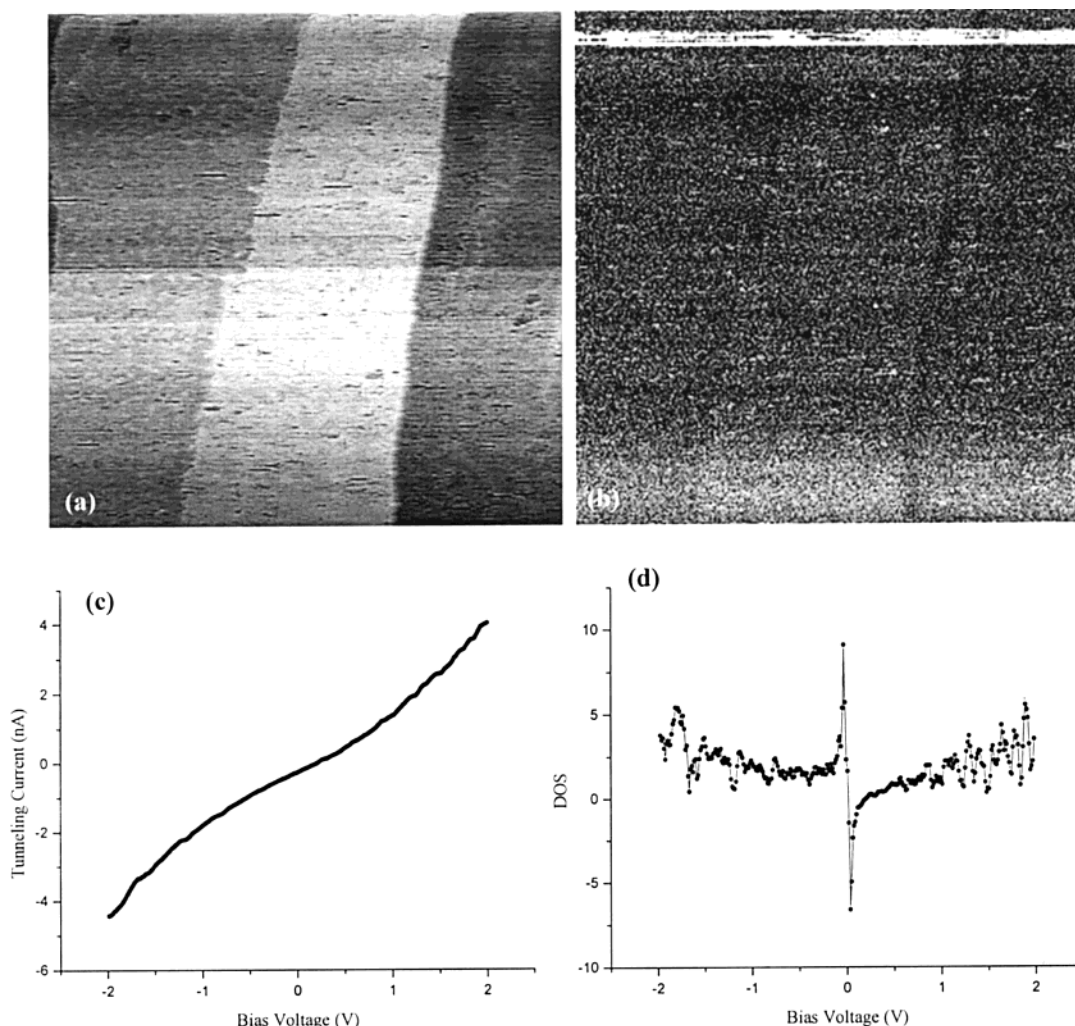 (a)
(b)
(c)
4
2
0
-2
-4
-6
-2
-1
0
1
2
Tunneling Current (nA)
Bias Voltage (V)
(d)
10
5
0
-5
-10
-2
-1
0
1
2
DOS
Bias Voltage (V)